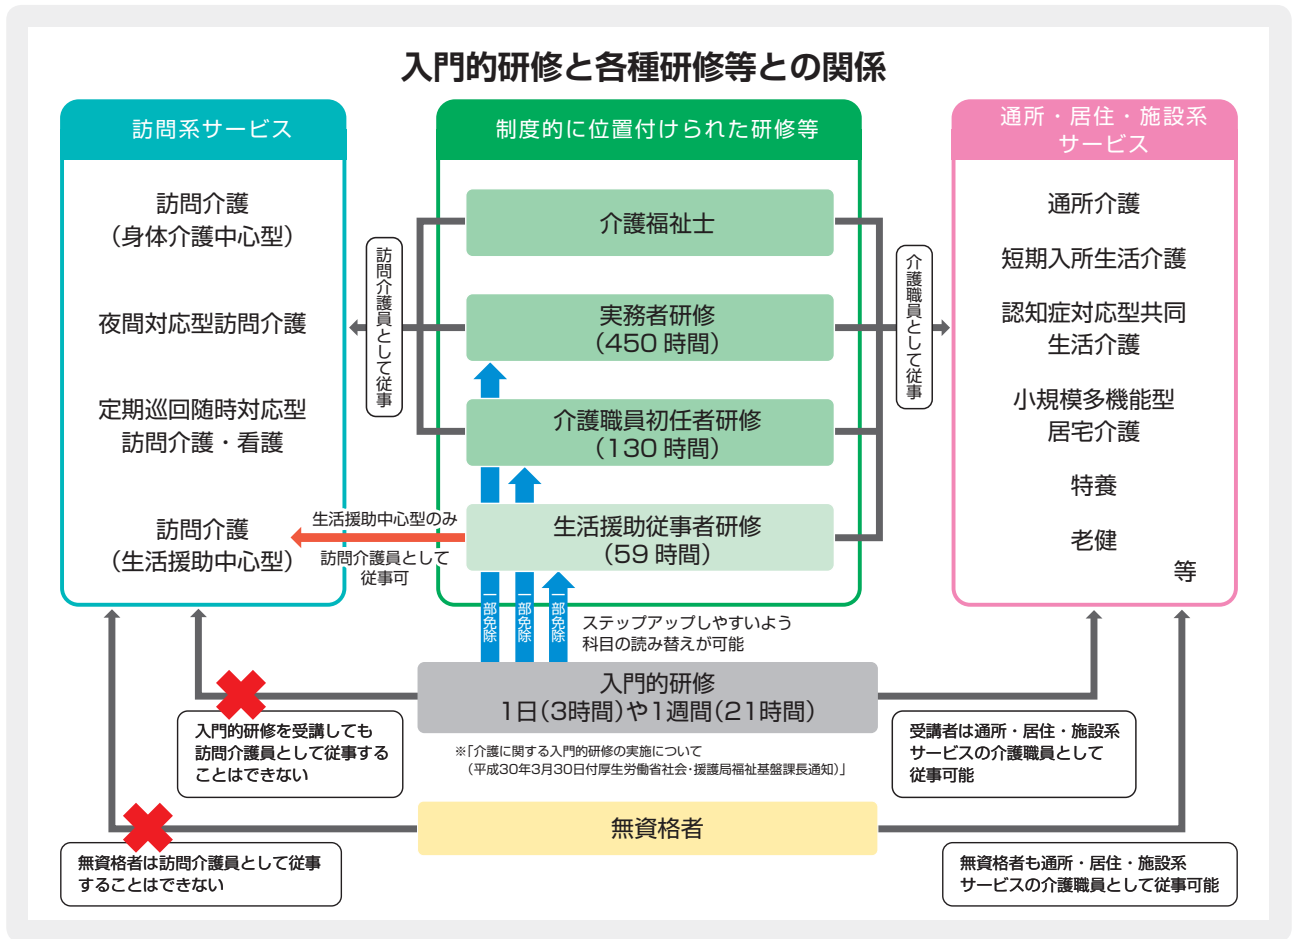 入門的研修と各種研修等との関係
訪問系サービス
訪問介護
（身体介護中心型）
夜間対応型訪問介護
定期巡回随時対応型
訪問介護・看護
訪問介護
（生活援助中心型）
訪問介護員として従事
生活援助中心型のみ
訪問介護員として
従事可
制度的に位置付けられた研修等
介護福祉士
実務者研修
（450 時間）
介護職員初任者研修
（130 時間）
生活援助従事者研修
（59 時間）
一部免除
一部免除
一部免除
ステップアップしやすいよう
科目の読み替えが可能
介護職員として従事
通所・居住・施設系
サービス
通所介護
短期入所生活介護
認知症対応型共同
生活介護
小規模多機能型
居宅介護
特養
老健
等
入門的研修
1日（3時間）や1週間（21時間）
※「介護に関する入門的研修の実施について
（平成30年3月30日付厚生労働省社会・援護局福祉基盤課長通知）」
入門的研修を受講しても
訪問介護員として従事する
ことはできない
受講者は通所・居住・施設系
サービスの介護職員として
従事可能
無資格者
無資格者は訪問介護員として従事
することはできない
無資格者も通所・居住・施設系
サービスの介護職員として従事可能